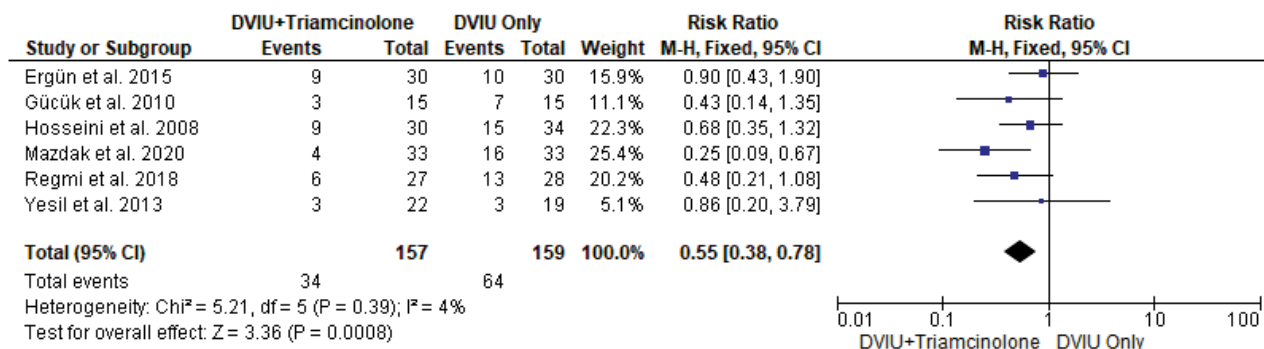 DVIU+Triamcinolone DVIU Only Risk Ratio Risk Ratio
Study or Subgroup Events Total Events Total Weight M-H, Fixed, 95% CI M-H, Fixed, 95% CI
Ergün et al. 2015 9 30 10 30 15.9% 0.90 [0.43, 1.90]
Gücük et al. 2010 3 15 7 15 11.1% 0.43 [0.14, 1.35]
Hosseini et al. 2008 9 30 15 34 22.3% 0.68 [0.35, 1.32]
Mazdak et al. 2020 4 33 16 33 25.4% 0.25 [0.09, 0.67]
Regmi et al. 2018 6 27 13 28 20.2% 0.48 [0.21, 1.08]
Yesil et al. 2013 3 22 3 19 5.1% 0.86 [0.20, 3.79]
Total (95% CI) 157 159 100.0% 0.55 [0.38, 0.78]
Total events 34 64
Heterogeneity: Chi² = 5.21, df = 5 (P = 0.39); I² = 4%
Test for overall effect: Z = 3.36 (P = 0.0008)
0.01 0.1 1 10 100
DVIU+Triamcinolone DVIU Only